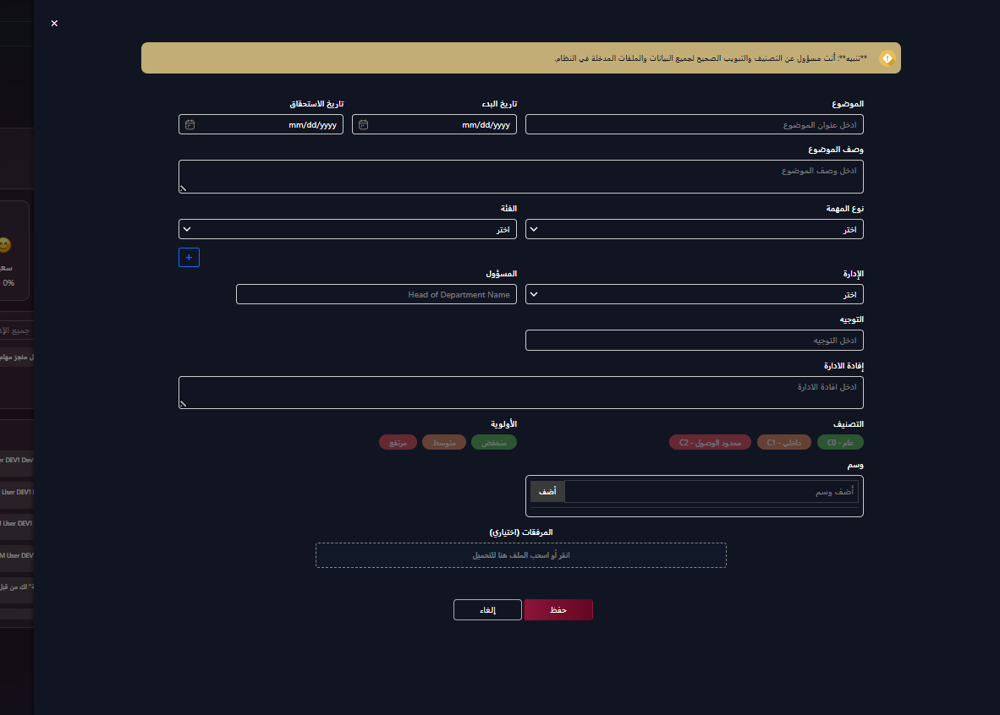 ×
**تنبيه**: أنت مسؤول عن التصنيف والتبويب الصحيح لجميع البيانات والملفات المدخلة في النظام.
الموضوع
تاريخ البدء
تاريخ الاستحقاق
ادخل عنوان الموضوع
mm/dd/yyyy
mm/dd/yyyy
وصف الموضوع
ادخل وصف الموضوع
نوع المهمة
الفئة
اختر
اختر
+
الإدارة
المسؤول
اختر
Head of Department Name
التوجيه
ادخل التوجيه
إفادة الادارة
ادخل افادة الادارة
التصنيف
الأولوية
عام - C0
داخلي - C1
محدود الوصول - C2
منخفض
متوسط
مرتفع
وسم
أضف وسم
أضف
المرفقات (اختياري)
انقر أو اسحب الملف هنا للتحميل
حفظ
إلغاء
0%
جميع
منجز مهام
DEV1
User DEV1
User DEV1
M User DEV
لك من قبل